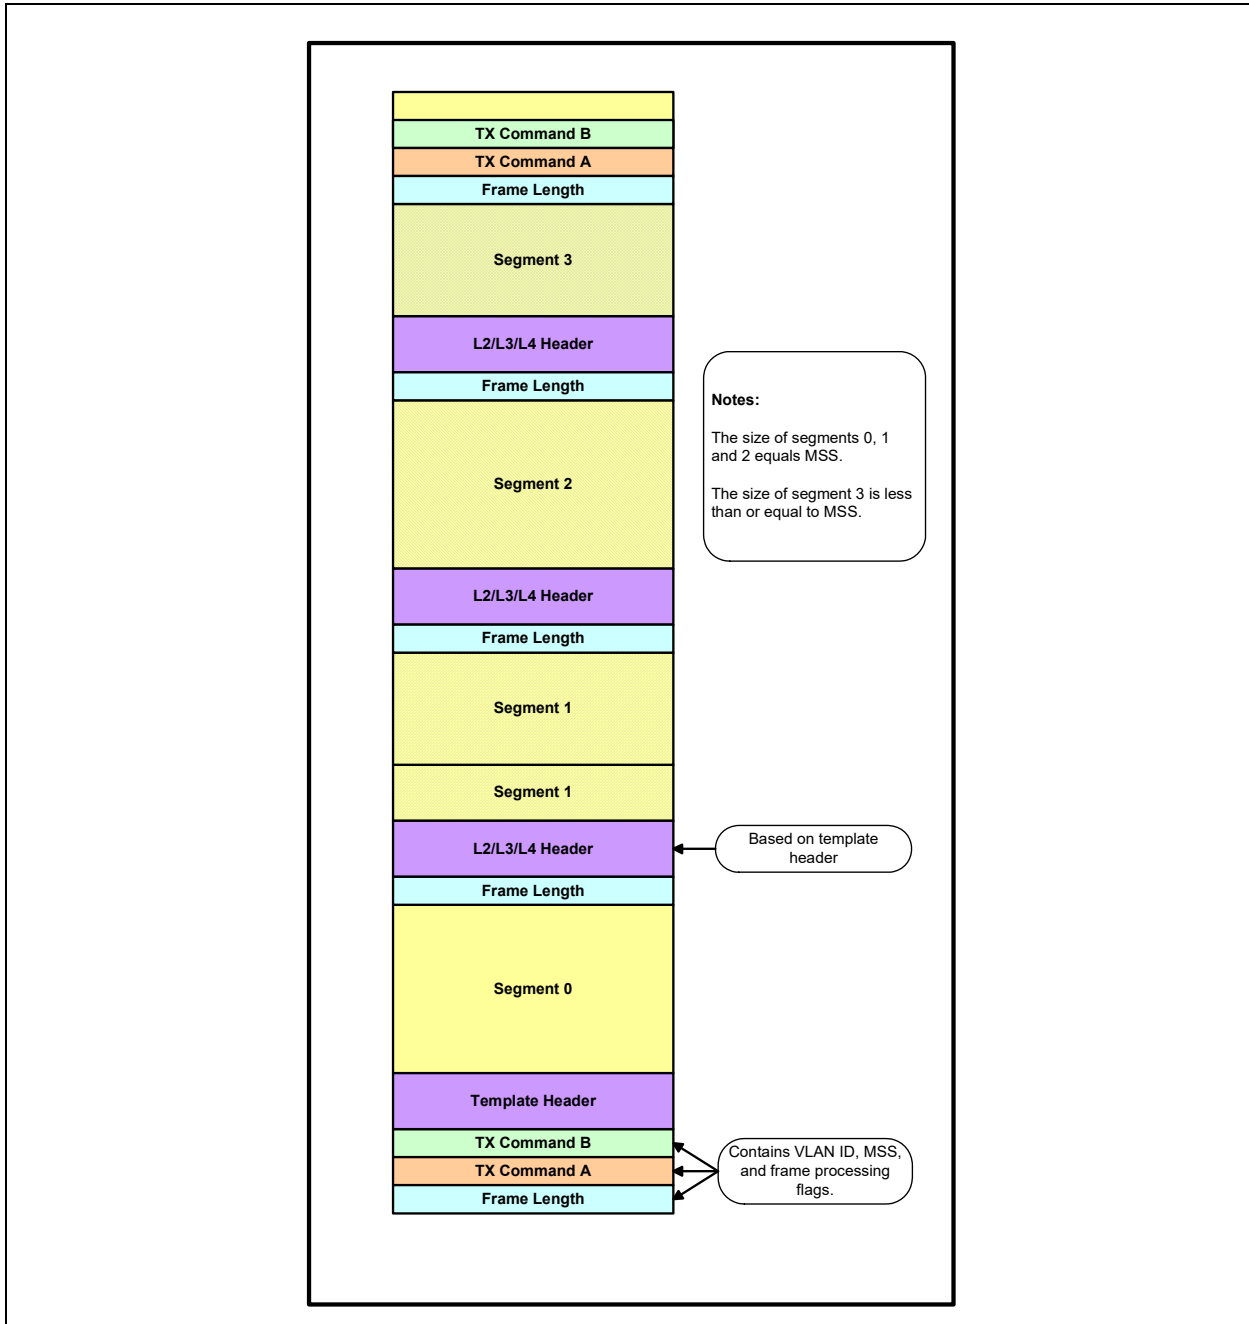 TX Command B
TX Command A
Frame Length
Segment 3
L2/L3/L4 Header
Frame Length
Segment 2
L2/L3/L4 Header
Frame Length
Segment 1
Segment 1
L2/L3/L4 Header
Frame Length
Segment 0
Template Header
TX Command B
TX Command A
Frame Length
Notes:
The size of segments 0, 1
and 2 equals MSS.
The size of segment 3 is less
than or equal to MSS.
Based on template
header
Contains VLAN ID, MSS,
and frame processing
flags.